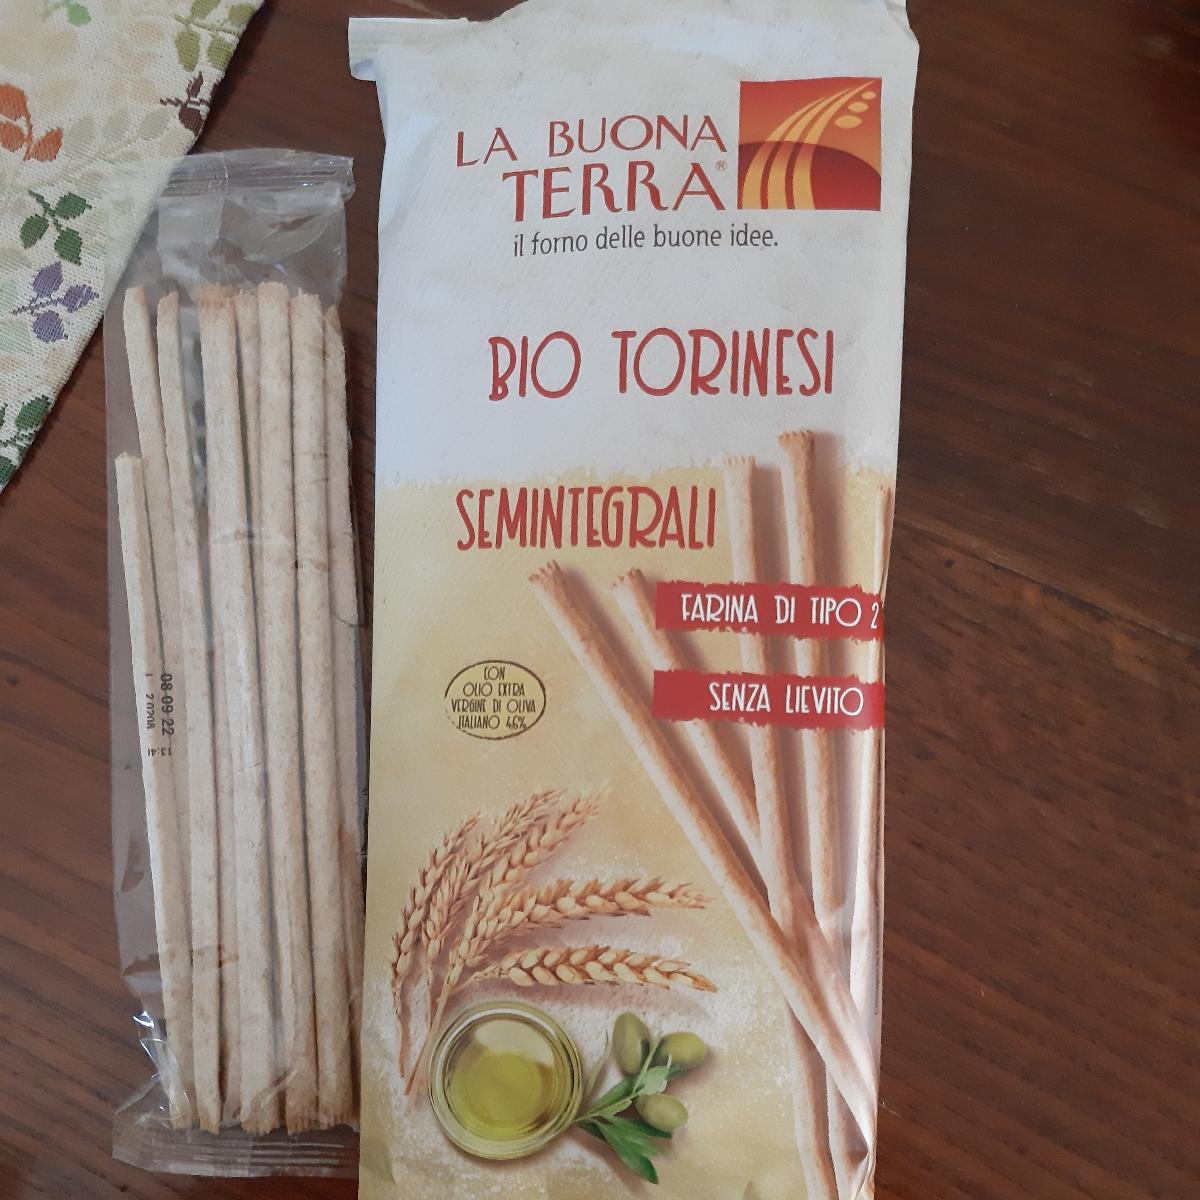 LA BUONA
TERRA®
il forno delle buone idee.
BIO TORINESI
SEMINTEGRALI
FARINA DI TIPO 2
SENZA LIEVITO
CON
OLIO EXTRA
VERGINE DI OLIVA
ITALIANO 4,6%
08-09-22